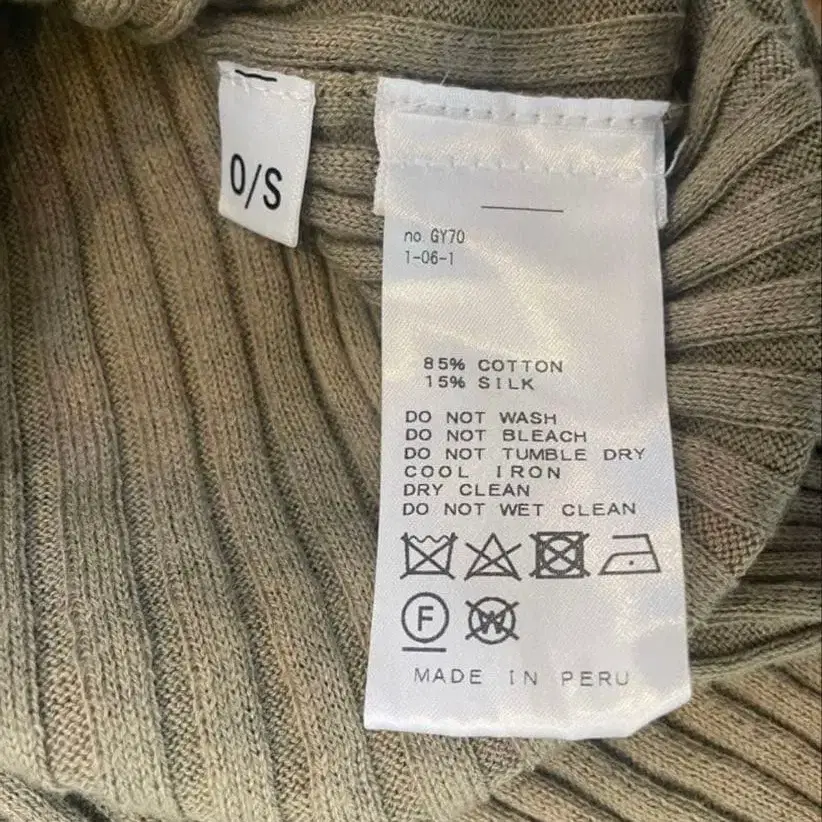 O/S
no. GY70
1-06-1
85% COTTON
15% SILK
DO NOT WASH
DO NOT BLEACH
DO NOT TUMBLE DRY
COOL IRON
DRY CLEAN
DO NOT WET CLEAN
F W
MADE IN PERU